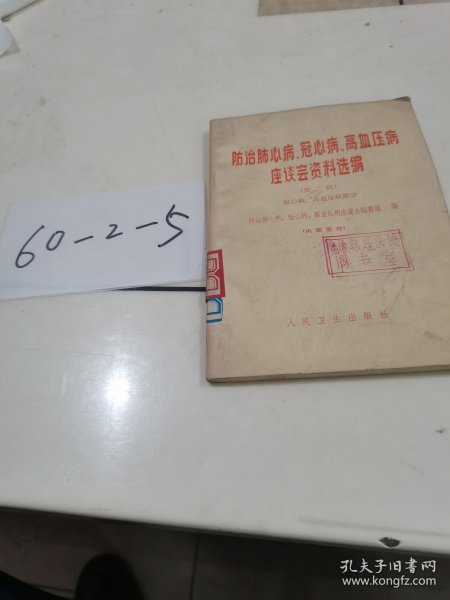 60-2-5
防治肺心病、冠心病、高血压病
座谈会资料选编
冠心病、高血压病部分
(内部发行)
人民卫生出版社
孔夫子旧书网
www.kongfz.com